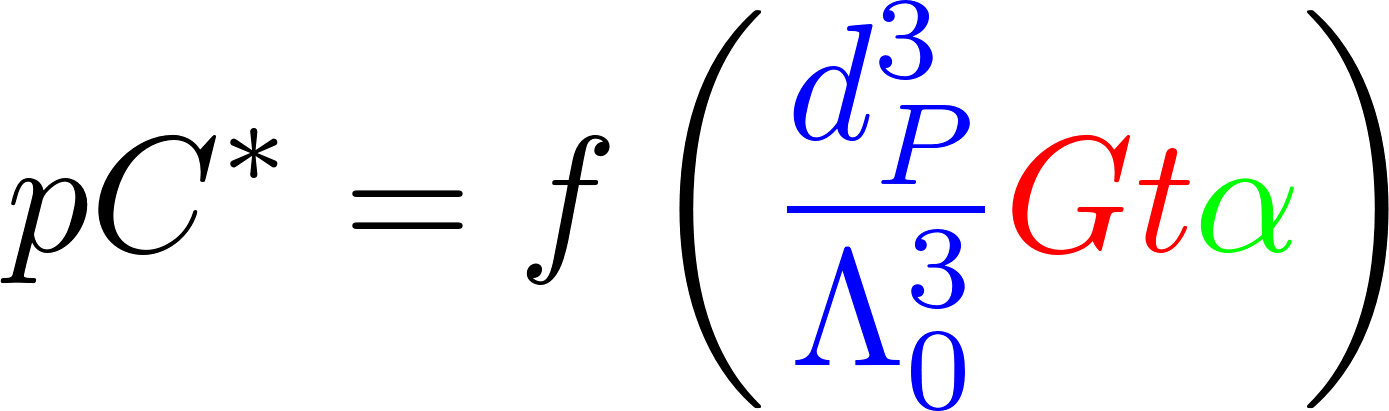 pC* = f ( d_P^3 / Λ_0^3 G t α )